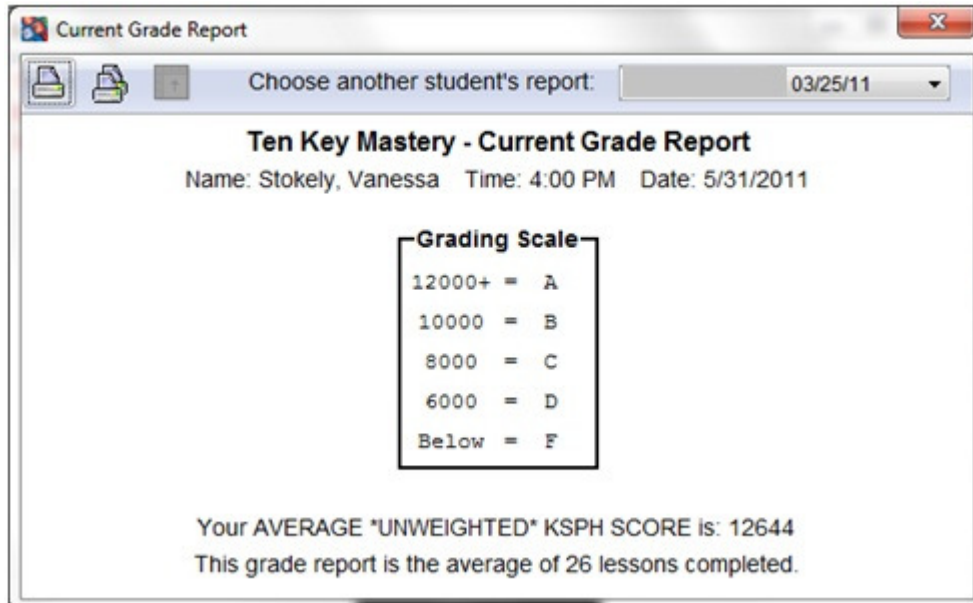 Current Grade Report
Choose another student's report: 03/25/11
Ten Key Mastery - Current Grade Report
Name: Stokely, Vanessa Time: 4:00 PM Date: 5/31/2011
Grading Scale
12000+ = A
10000 = B
8000 = C
6000 = D
Below = F
Your AVERAGE *UNWEIGHTED* KSPH SCORE is: 12644
This grade report is the average of 26 lessons completed.